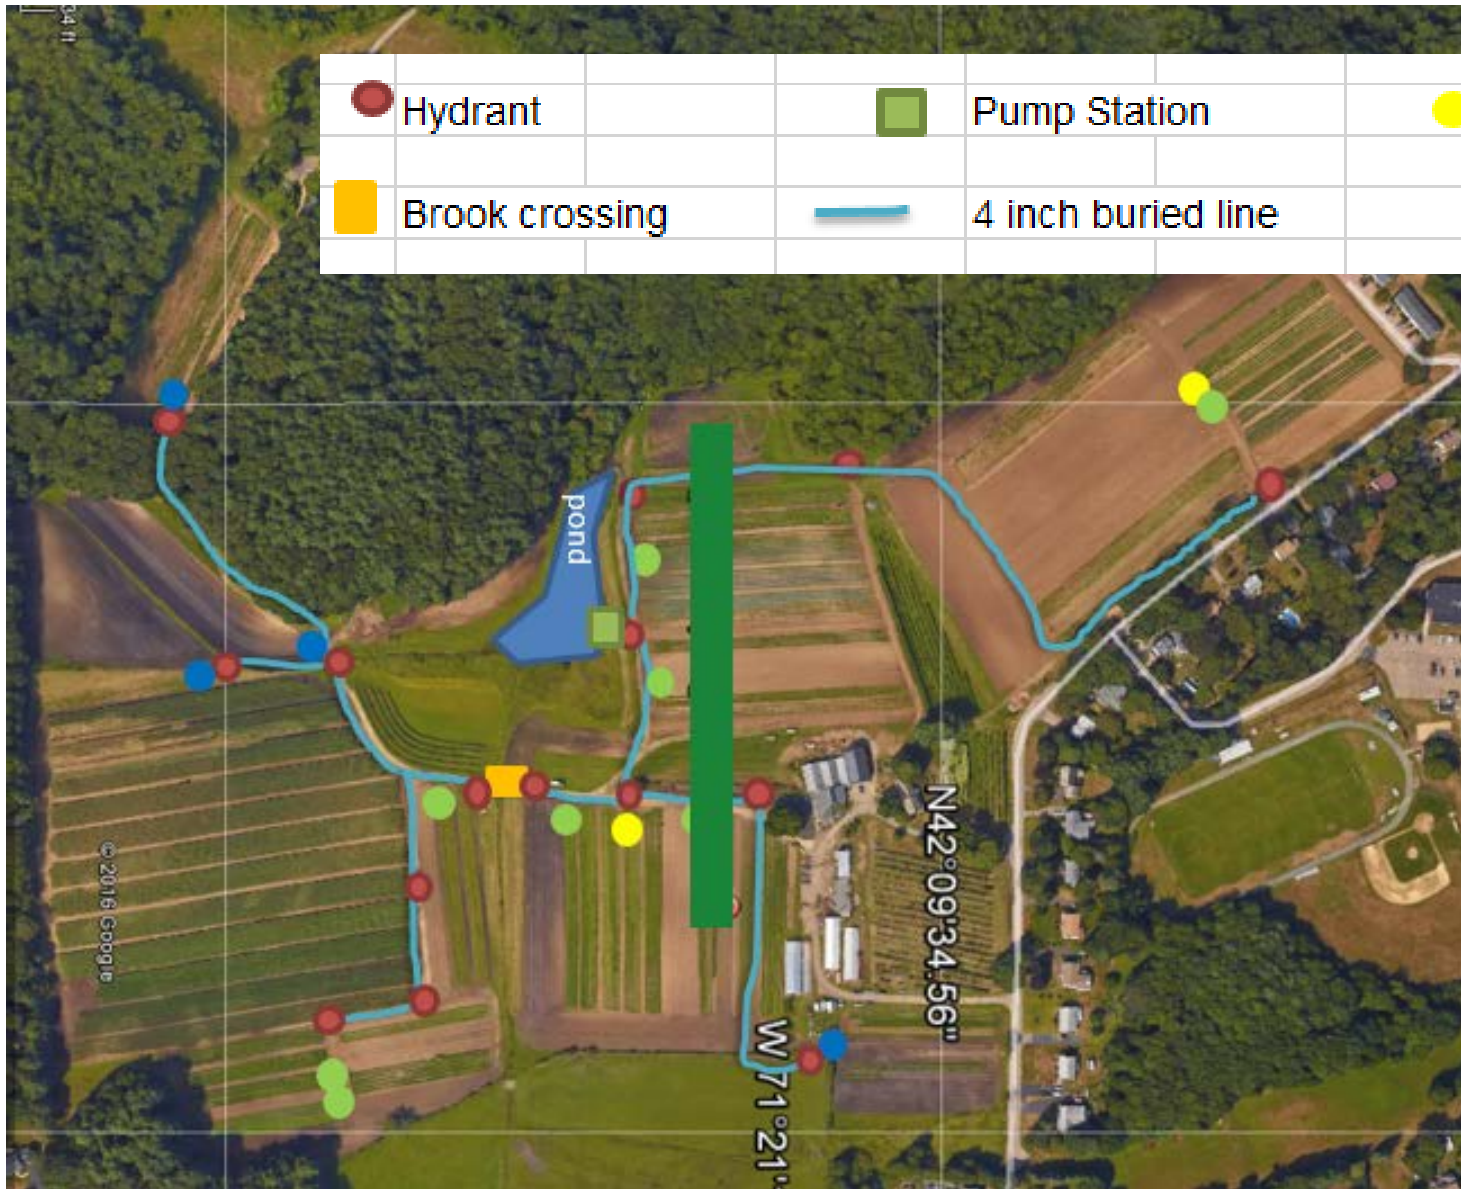 34 ft
Hydrant
Pump Station
Brook crossing
4 inch buried line
pond
N42°09'34.56"
W 71°21'
© 2016 Google